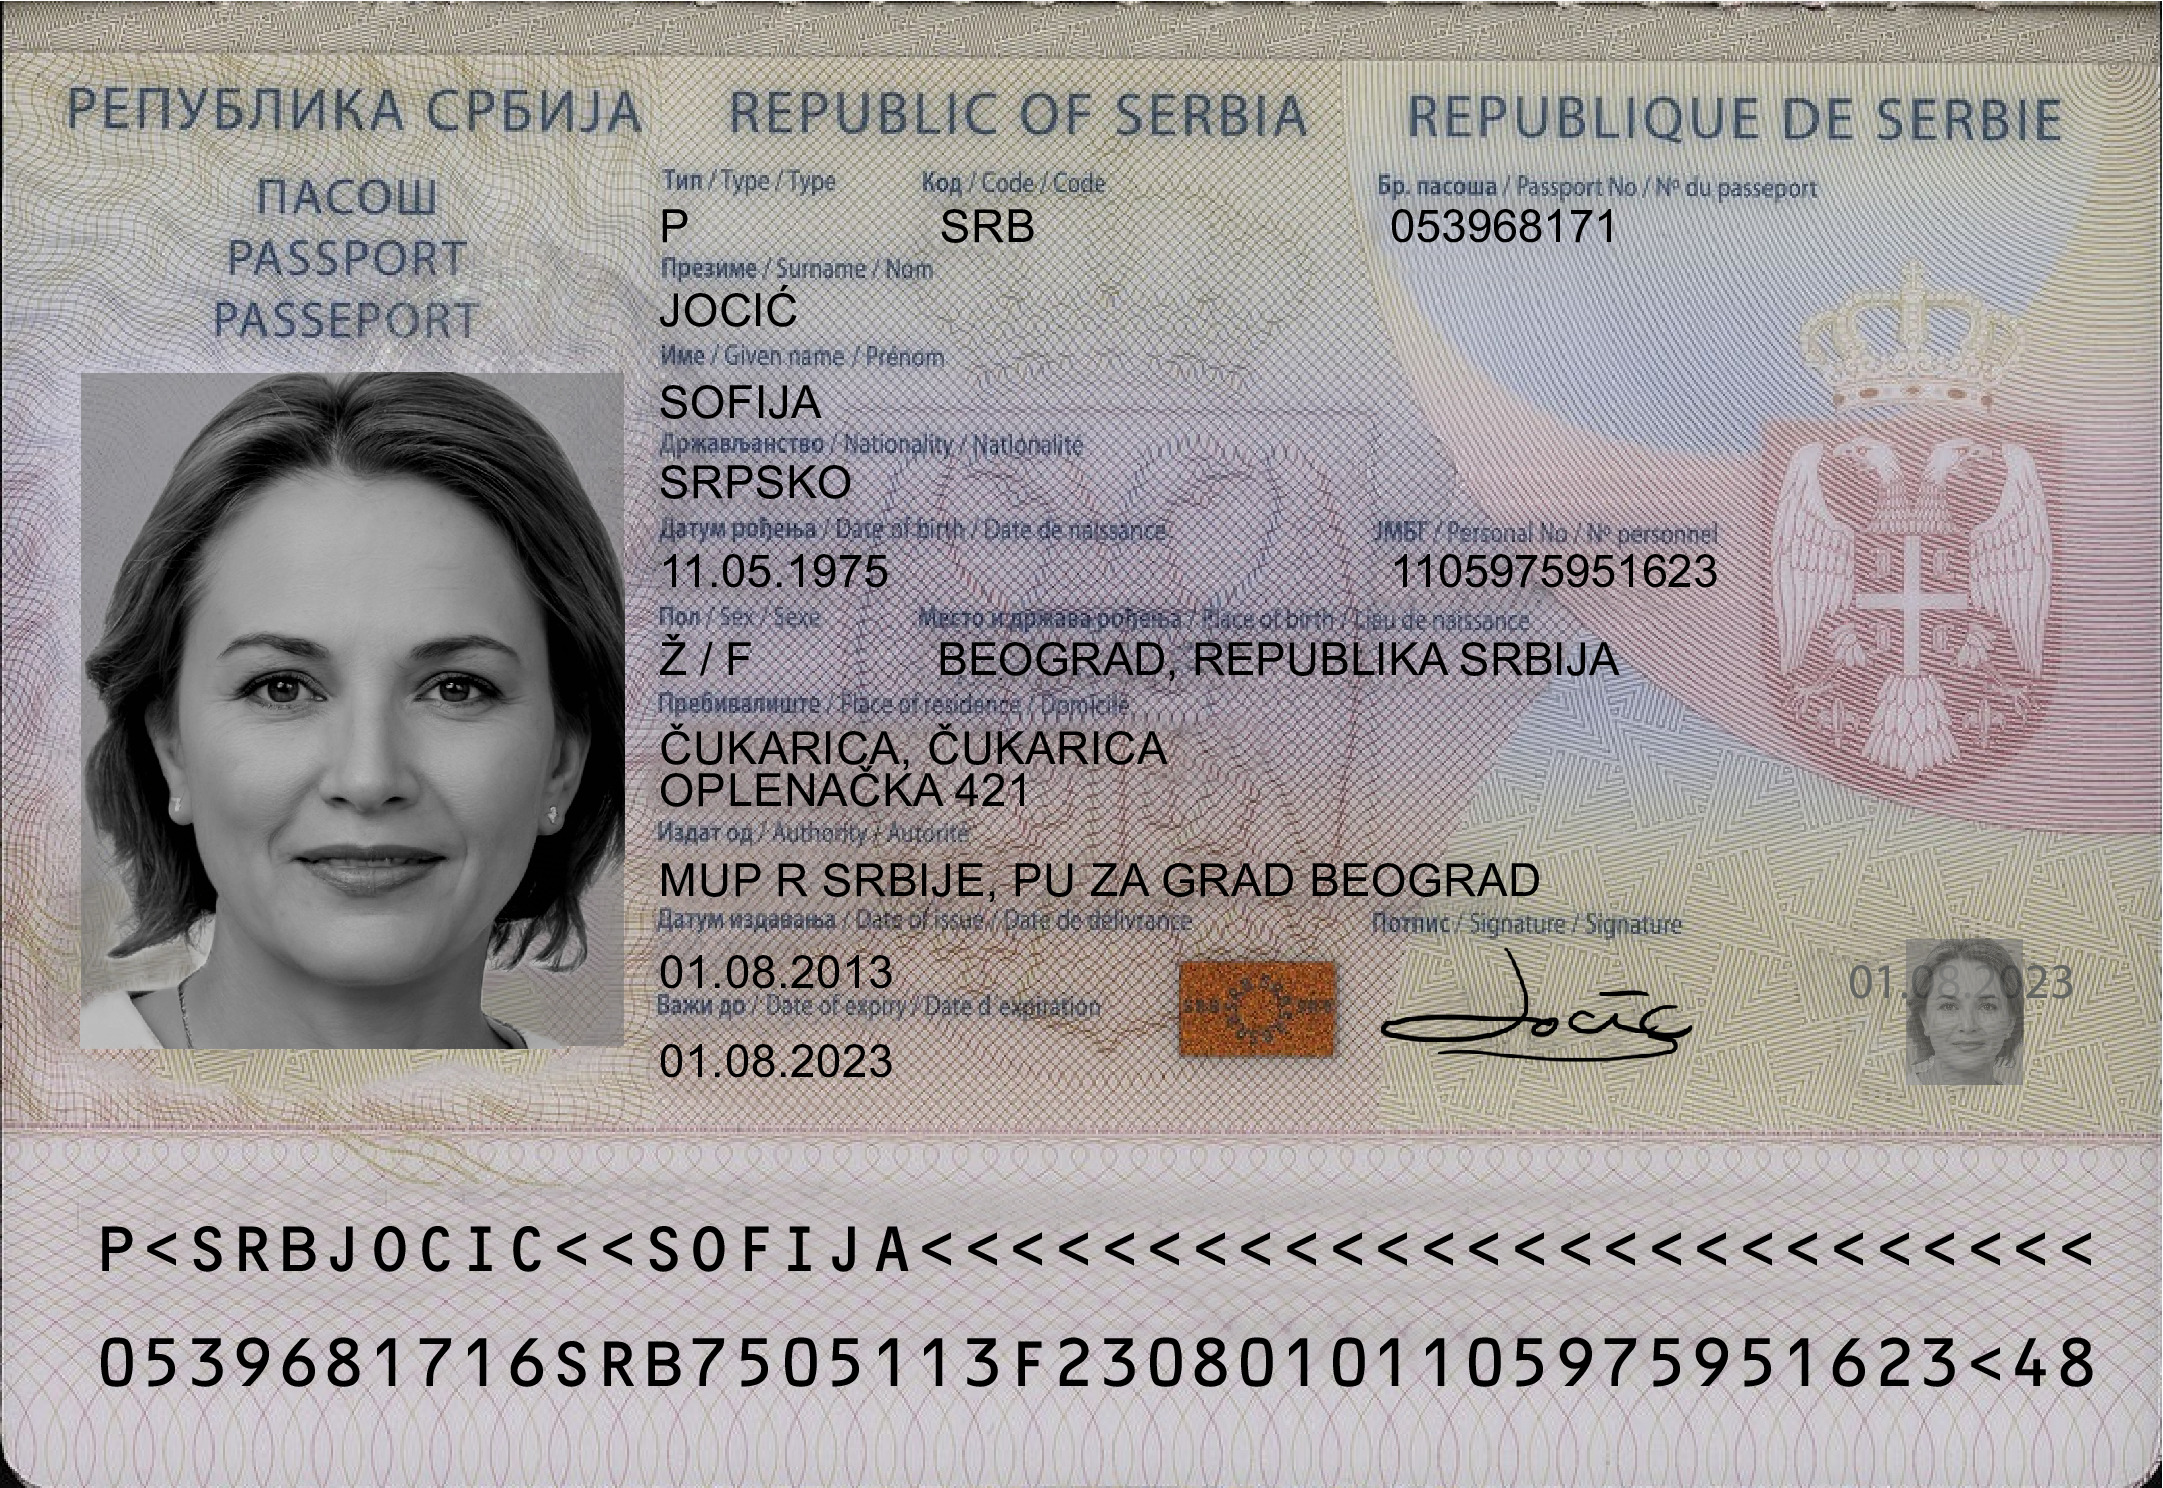 РЕПУБЛИКА СРБИЈА REPUBLIC OF SERBIA REPUBLIQUE DE SERBIE
ПАСОШ
PASSPORT
PASSEPORT
Тип / Type / Type Код / Code / Code Бр. пасоша / Passport No / Nº du passeport
P SRB 053968171
Презиме / Surname / Nom
JOCIĆ
Име / Given name / Prénom
SOFIJA
Држављанство / Nationality / Nationalité
SRPSKO
Датум рођења / Date of birth / Date de naissance ЈМБГ / Personal No / Nº personnel
11.05.1975 1105975951623
Пол / Sex / Sexe Место и држава рођења / Place of birth / Lieu de naissance
Ž / F BEOGRAD, REPUBLIKA SRBIJA
Пребивалиште / Place of residence / Domicile
ČUKARICA, ČUKARICA
OPLENAČKA 421
Издат од / Authority / Autorité
MUP R SRBIJE, PU ZA GRAD BEOGRAD
Датум издавања / Date of issue / Date de délivrance Потпис / Signature / Signature
01.08.2013
Jocić
01.08.2023
Важи до / Date of expiry / Date d expiration
01.08.2023
P<SRBJOCIC<<SOFIJA<<<<<<<<<<<<<<<<<<<<<<<<<<
0539681716SRB7505113F23080101105975951623<48